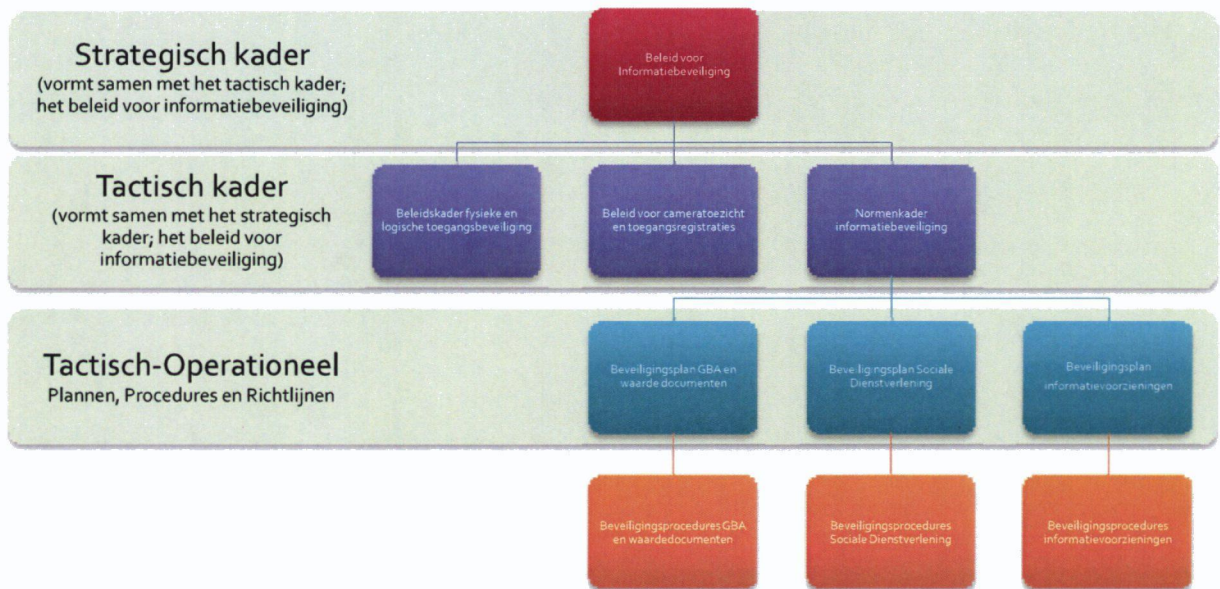 Strategisch kader
(vormt samen met het tactisch kader;
het beleid voor informatiebeveiliging)
Beleid voor
Informatiebeveiliging
Tactisch kader
(vormt samen met het strategisch
kader; het beleid voor
informatiebeveiliging)
Beleidskader fysieke en
logische toegangsbeveiliging
Beleid voor cameratoezicht
en toegangsregistraties
Normenkader
informatiebeveiliging
Tactisch-Operationeel
Plannen, Procedures en Richtlijnen
Beveiligingsplan GBA en
waarde documenten
Beveiligingsplan Sociale
Dienstverlening
Beveiligingsplan
informatievoorzieningen
Beveiligingsprocedures GBA
en waardedocumenten
Beveiligingsprocedures
Sociale Dienstverlening
Beveiligingsprocedures
informatievoorzieningen